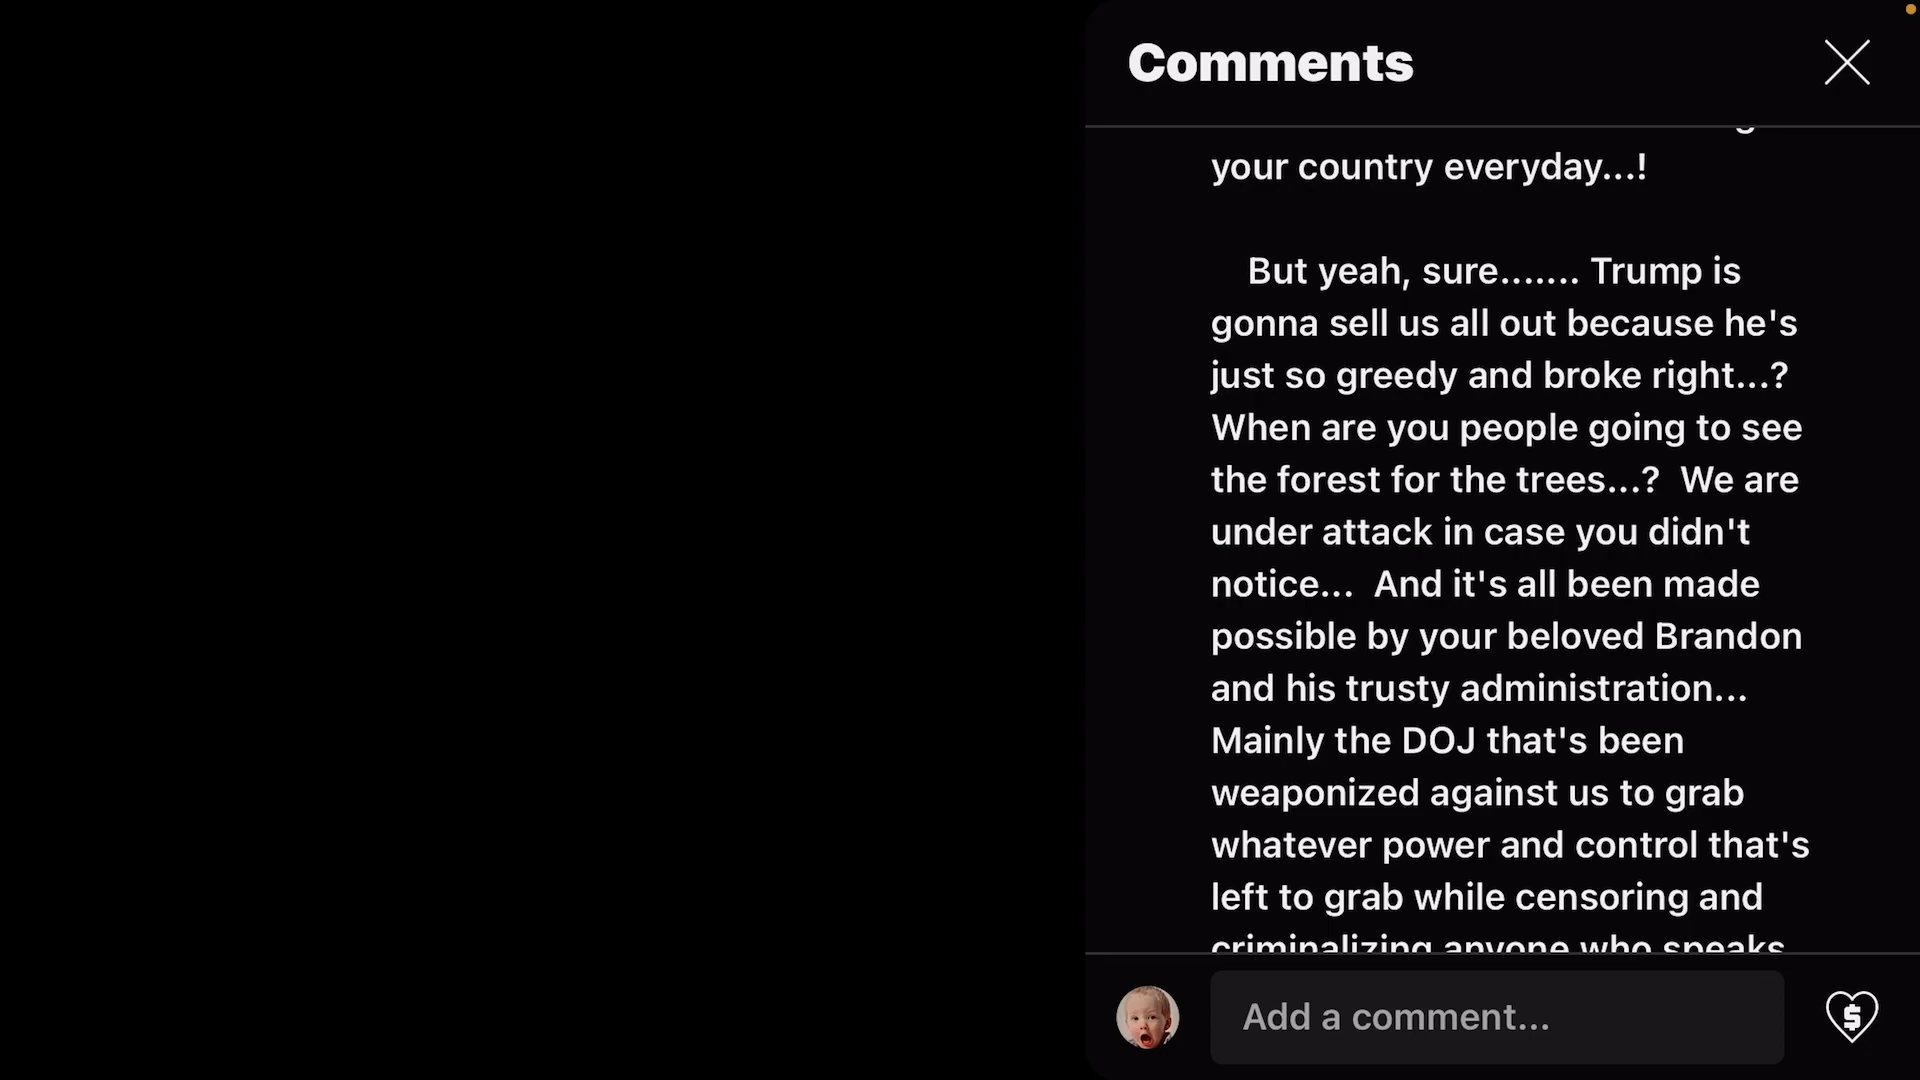 Comments
your country everyday...!
But yeah, sure....... Trump is
gonna sell us all out because he's
just so greedy and broke right...?
When are you people going to see
the forest for the trees...?  We are
under attack in case you didn't
notice...  And it's all been made
possible by your beloved Brandon
and his trusty administration...
Mainly the DOJ that's been
weaponized against us to grab
whatever power and control that's
left to grab while censoring and
criminalizing anyone who speaks
Add a comment...
$